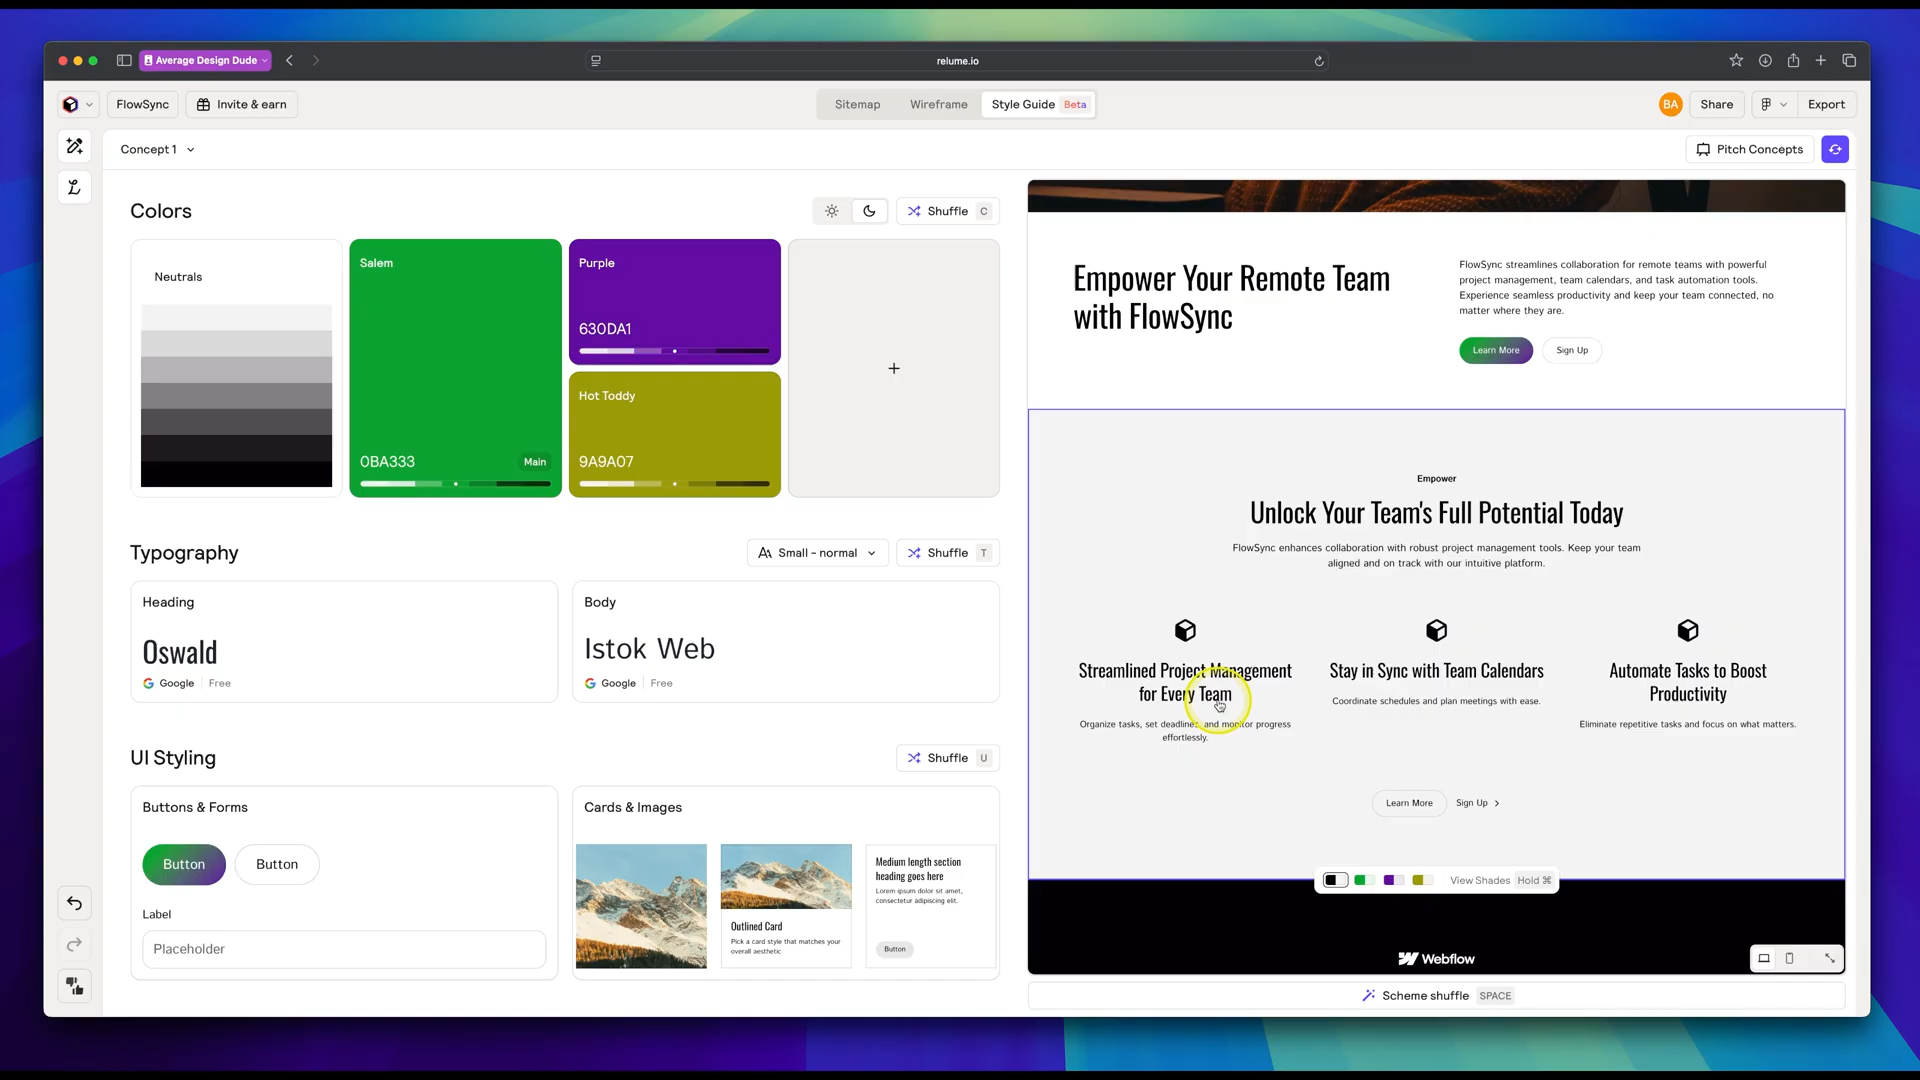 Average Design Dude
relume.io
FlowSync
Invite & earn
Sitemap
Wireframe
Style Guide Beta
BA
Share
Export
Concept 1
Pitch Concepts
Colors
Shuffle C
Neutrals
Salem
0BA333
Main
Purple
630DA1
Hot Toddy
9A9A07
+
Typography
Small - normal
Shuffle T
Heading
Oswald
Google Free
Body
Istok Web
Google Free
UI Styling
Shuffle U
Buttons & Forms
Button
Button
Label
Placeholder
Cards & Images
Outlined Card
Pick a card style that matches your
overall aesthetic
Medium length section
heading goes here
Lorem ipsum dolor sit amet,
consectetur adipiscing elit.
Button
Empower Your Remote Team
with FlowSync
FlowSync streamlines collaboration for remote teams with powerful
project management, team calendars, and task automation tools.
Experience seamless productivity and keep your team connected, no
matter where they are.
Learn More
Sign Up
Empower
Unlock Your Team's Full Potential Today
FlowSync enhances collaboration with robust project management tools. Keep your team
aligned and on track with our intuitive platform.
Streamlined Project Management
for Every Team
Organize tasks, set deadlines, and monitor progress
effortlessly.
Stay in Sync with Team Calendars
Coordinate schedules and plan meetings with ease.
Automate Tasks to Boost
Productivity
Eliminate repetitive tasks and focus on what matters.
Learn More
Sign Up
View Shades Hold ⌘
Webflow
Scheme shuffle SPACE